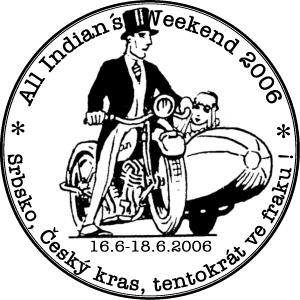 All Indian´s Weekend 2006
16.6-18.6.2006
* Srbsko, Český kras, tentokrát ve fraku ! *